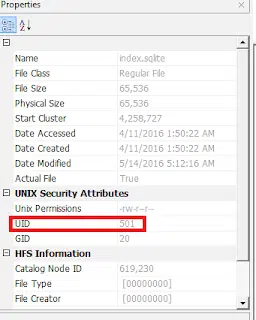 Properties
Name index.sqlite
File Class Regular File
File Size 65,536
Physical Size 65,536
Start Cluster 4,258,727
Date Accessed 4/11/2016 1:50:22 AM
Date Created 4/11/2016 1:50:22 AM
Date Modified 5/14/2016 5:12:16 AM
Actual File True
UNIX Security Attributes
Unix Permissions -rw-r--r--
UID 501
GID 20
HFS Information
Catalog Node ID 619,230
File Type [00000000]
File Creator [00000000]